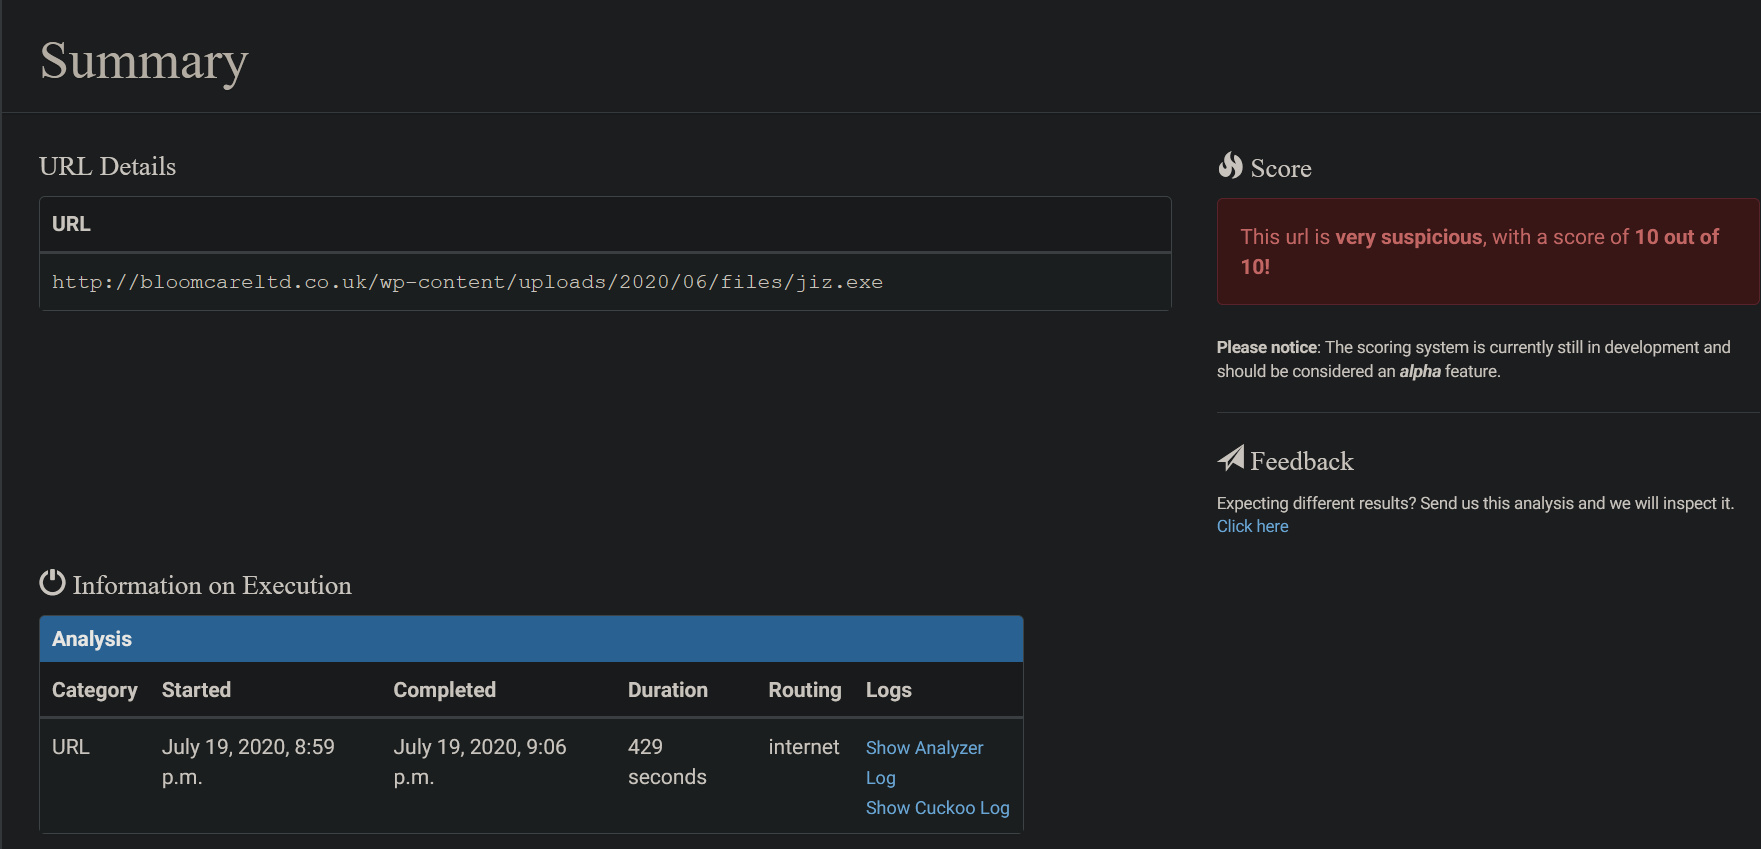 Summary
URL Details
URL
http://bloomcareltd.co.uk/wp-content/uploads/2020/06/files/jiz.exe
Score
This url is very suspicious, with a score of 10 out of
10!
Please notice: The scoring system is currently still in development and
should be considered an alpha feature.
Feedback
Expecting different results? Send us this analysis and we will inspect it.
Click here
Information on Execution
Analysis
Category Started Completed Duration Routing Logs
URL July 19, 2020, 8:59 July 19, 2020, 9:06 429 internet Show Analyzer
p.m. p.m. seconds Log
Show Cuckoo Log